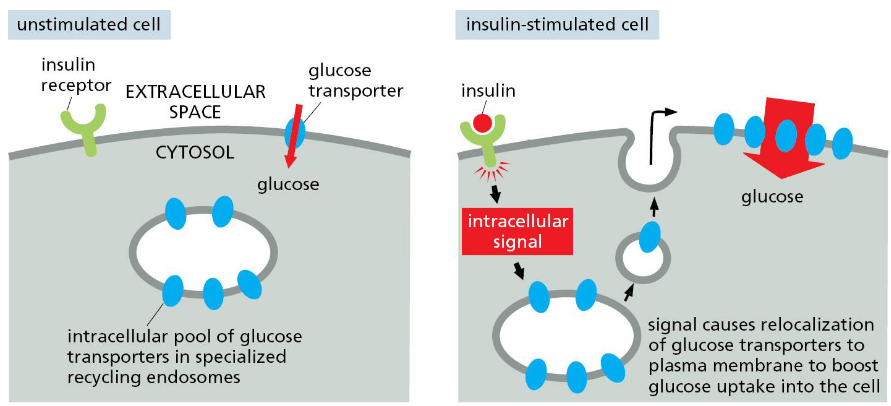 unstimulated cell
insulin
receptor
EXTRACELLULAR
SPACE
glucose
transporter
CYTOSOL
glucose
intracellular pool of glucose
transporters in specialized
recycling endosomes
insulin-stimulated cell
insulin
intracellular
signal
glucose
signal causes relocalization
of glucose transporters to
plasma membrane to boost
glucose uptake into the cell